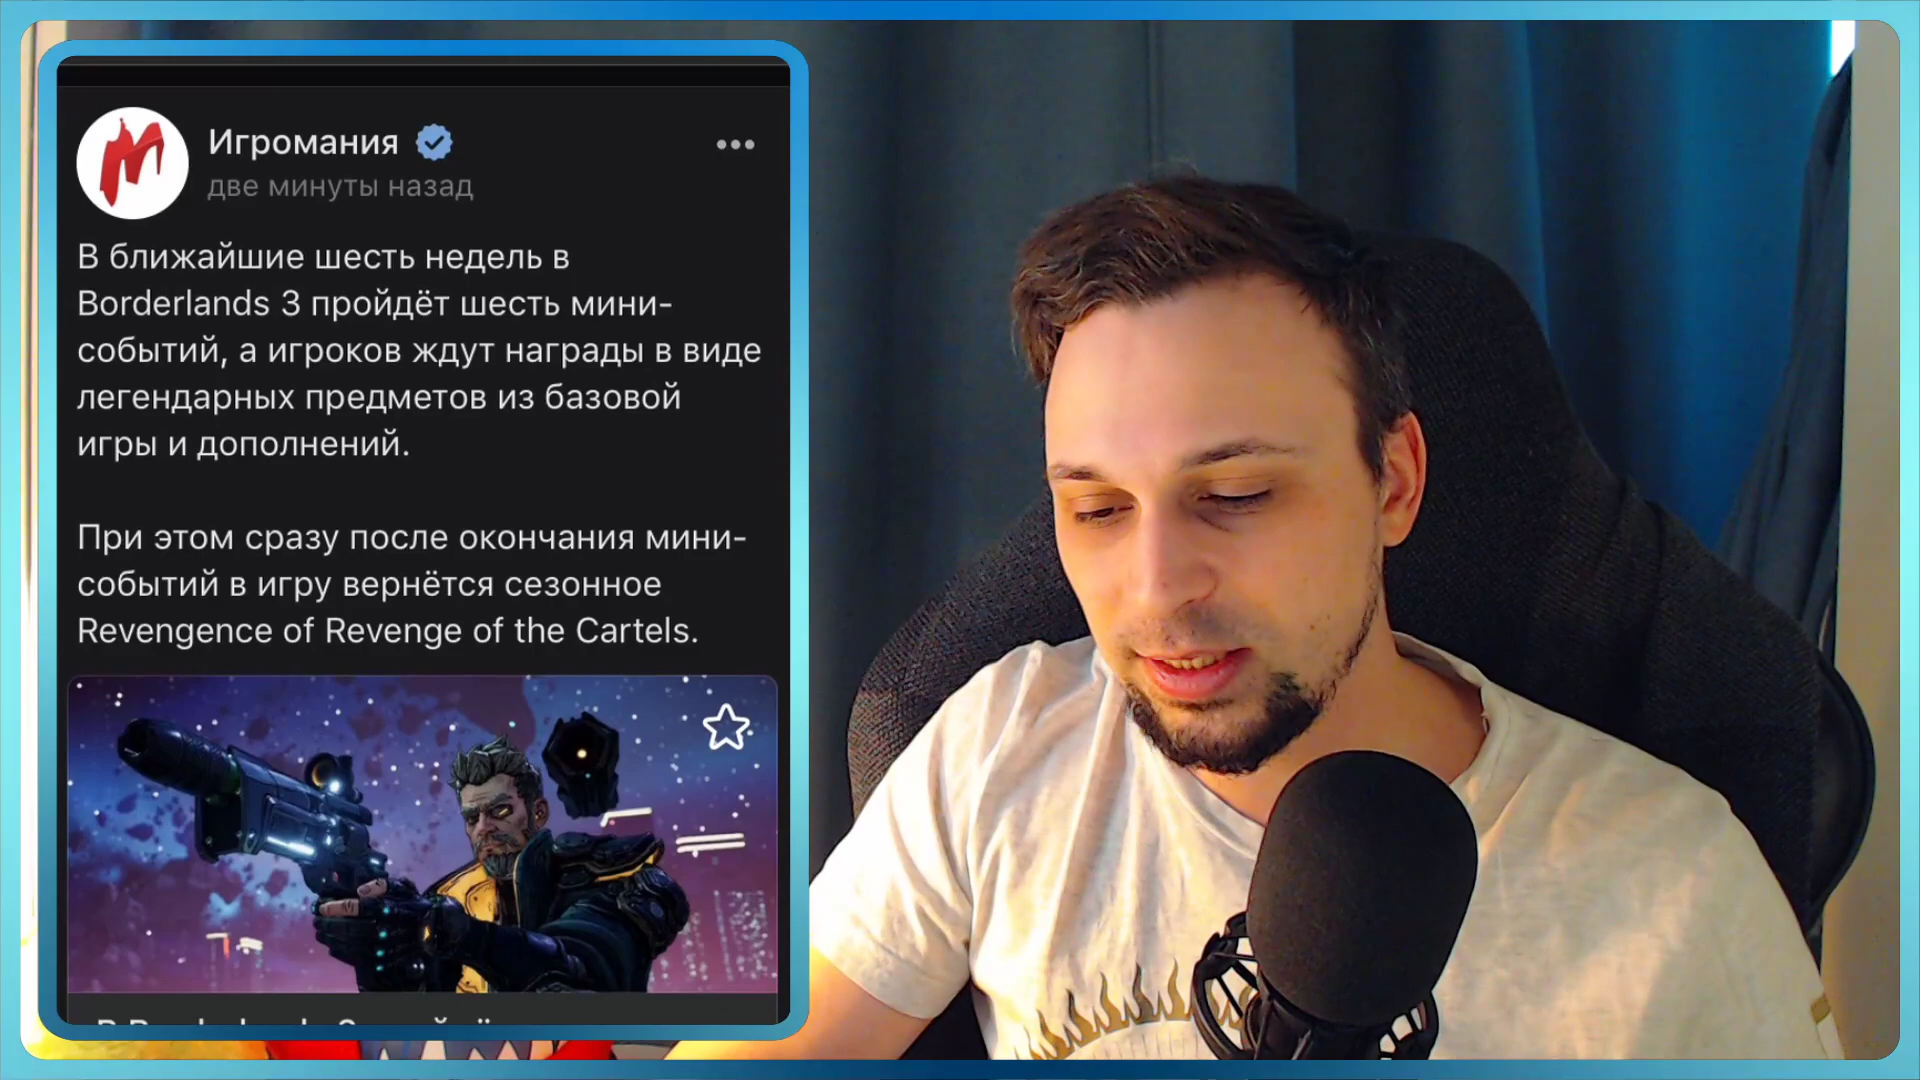 Игромания
две минуты назад
В ближайшие шесть недель в
Borderlands 3 пройдёт шесть мини-
событий, а игроков ждут награды в виде
легендарных предметов из базовой
игры и дополнений.
При этом сразу после окончания мини-
событий в игру вернётся сезонное
Revengence of Revenge of the Cartels.